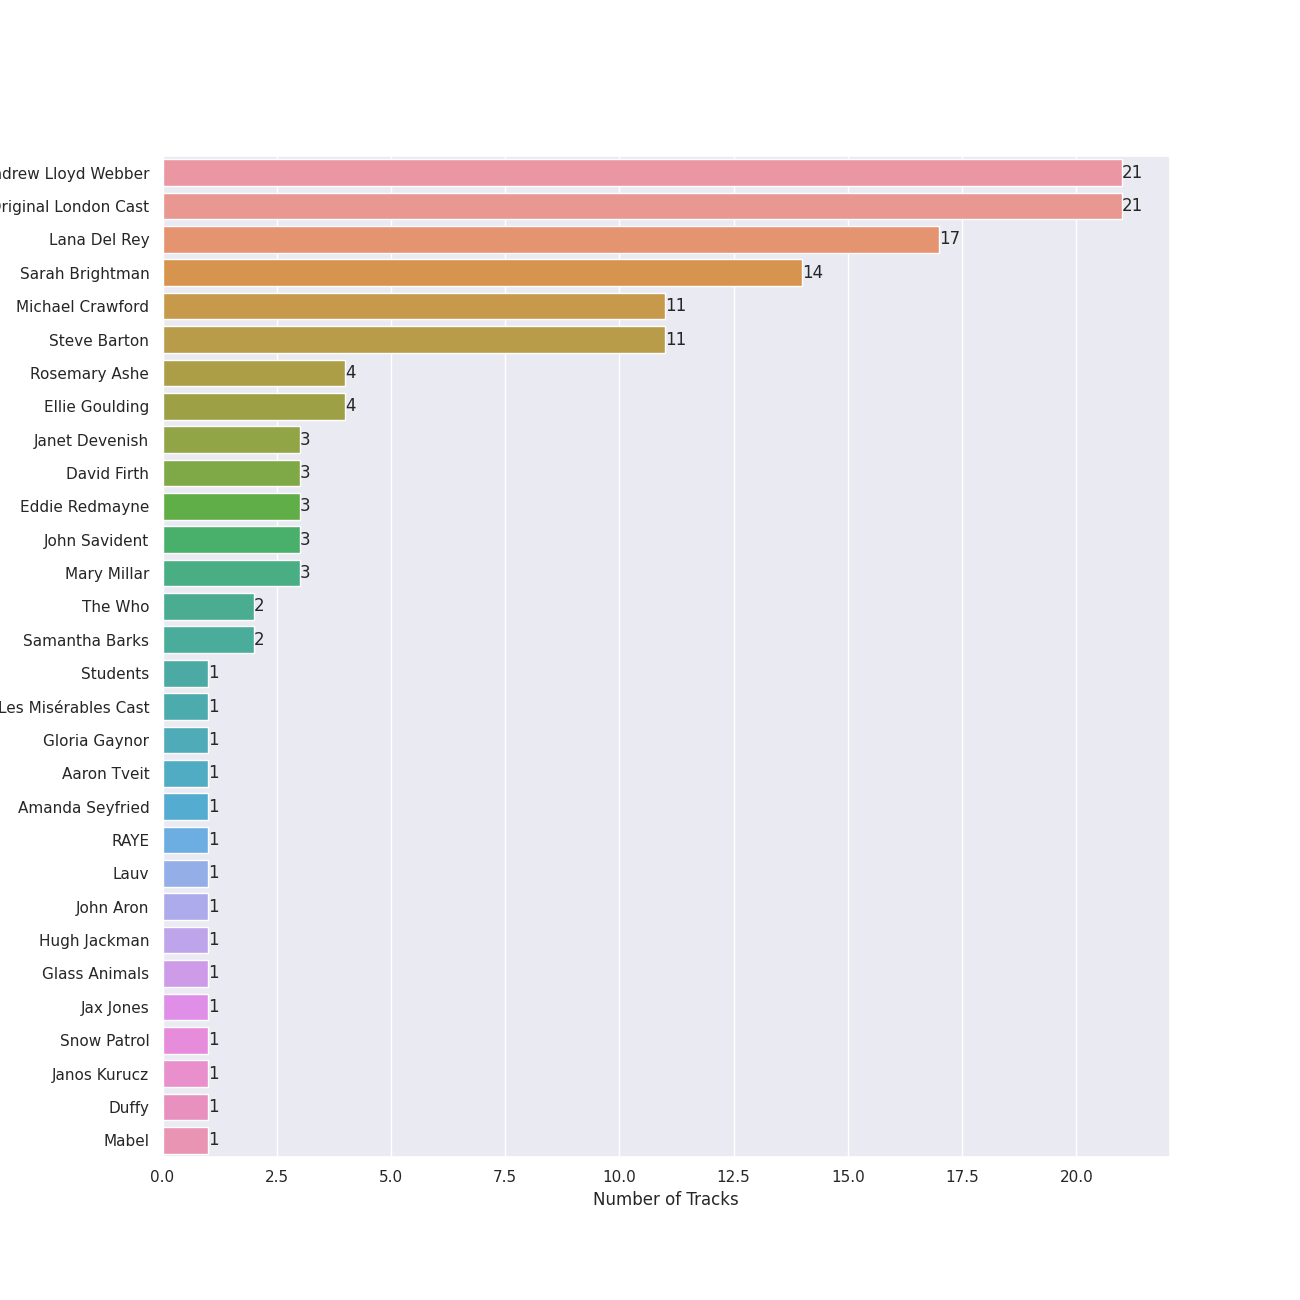 Lloyd Webber 21
London Cast 21
Lana Del Rey 17
Sarah Brightman 14
Michael Crawford 11
Steve Barton 11
Rosemary Ashe 4
Ellie Goulding 4
Janet Devenish 3
David Firth 3
Eddie Redmayne 3
John Savident 3
Mary Millar 3
The Who 2
Samantha Barks 2
Students 1
Les Misérables Cast 1
Gloria Gaynor 1
Aaron Tveit 1
Amanda Seyfried 1
RAYE 1
Lauv 1
John Aron 1
Hugh Jackman 1
Glass Animals 1
Jax Jones 1
Snow Patrol 1
Janos Kurucz 1
Duffy 1
Mabel 1
0.0 2.5 5.0 7.5 10.0 12.5 15.0 17.5 20.0
Number of Tracks